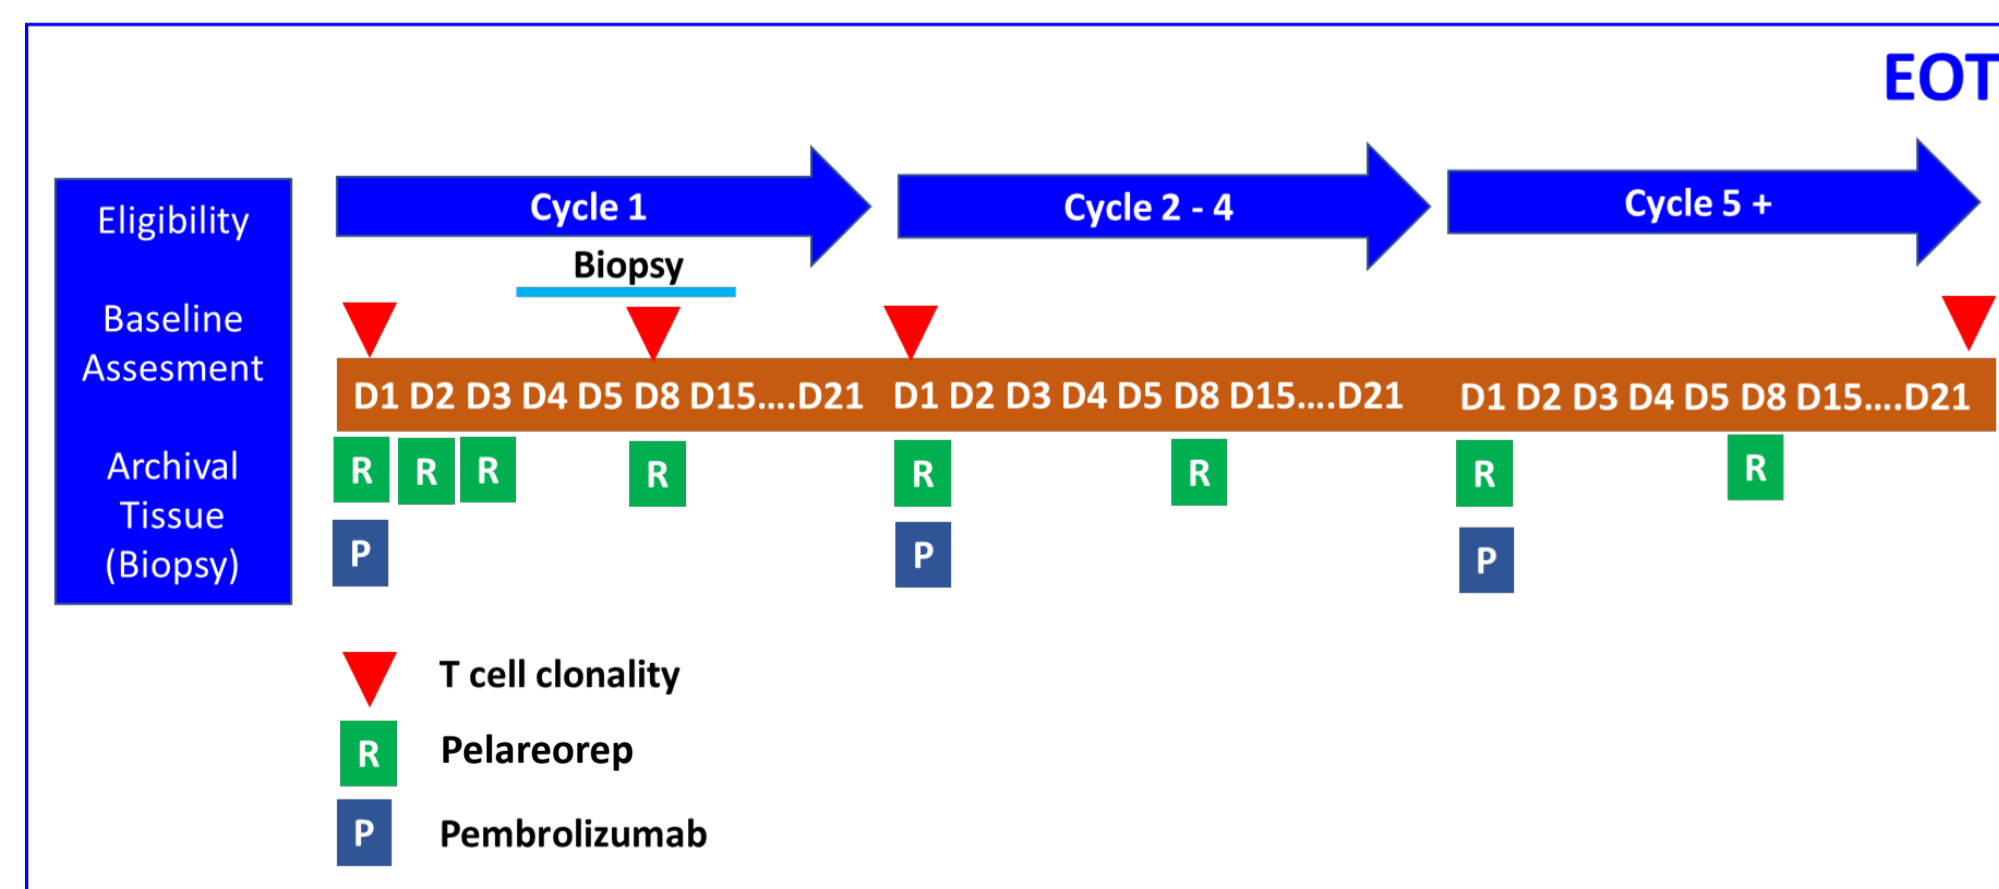 EOT
Cycle 1
Cycle 2 - 4
Cycle 5 +
Eligibility
Baseline
Assesment
Archival
Tissue
(Biopsy)
Biopsy
D1 D2 D3 D4 D5 D8 D15....D21
D1 D2 D3 D4 D5 D8 D15....D21
D1 D2 D3 D4 D5 D8 D15....D21
R R R R R R R R
P P P
T cell clonality
R Pelareorep
P Pembrolizumab